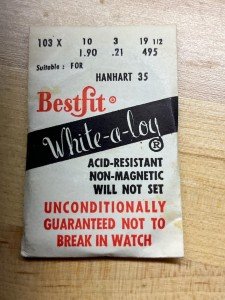 103 X 10 3 19 1/2
1.90 .21 495
Suitable : FOR
HANHART 35
Bestfit ®
White-a-loy ®
ACID-RESISTANT
NON-MAGNETIC
WILL NOT SET
UNCONDITIONALLY
GUARANTEED NOT TO
BREAK IN WATCH